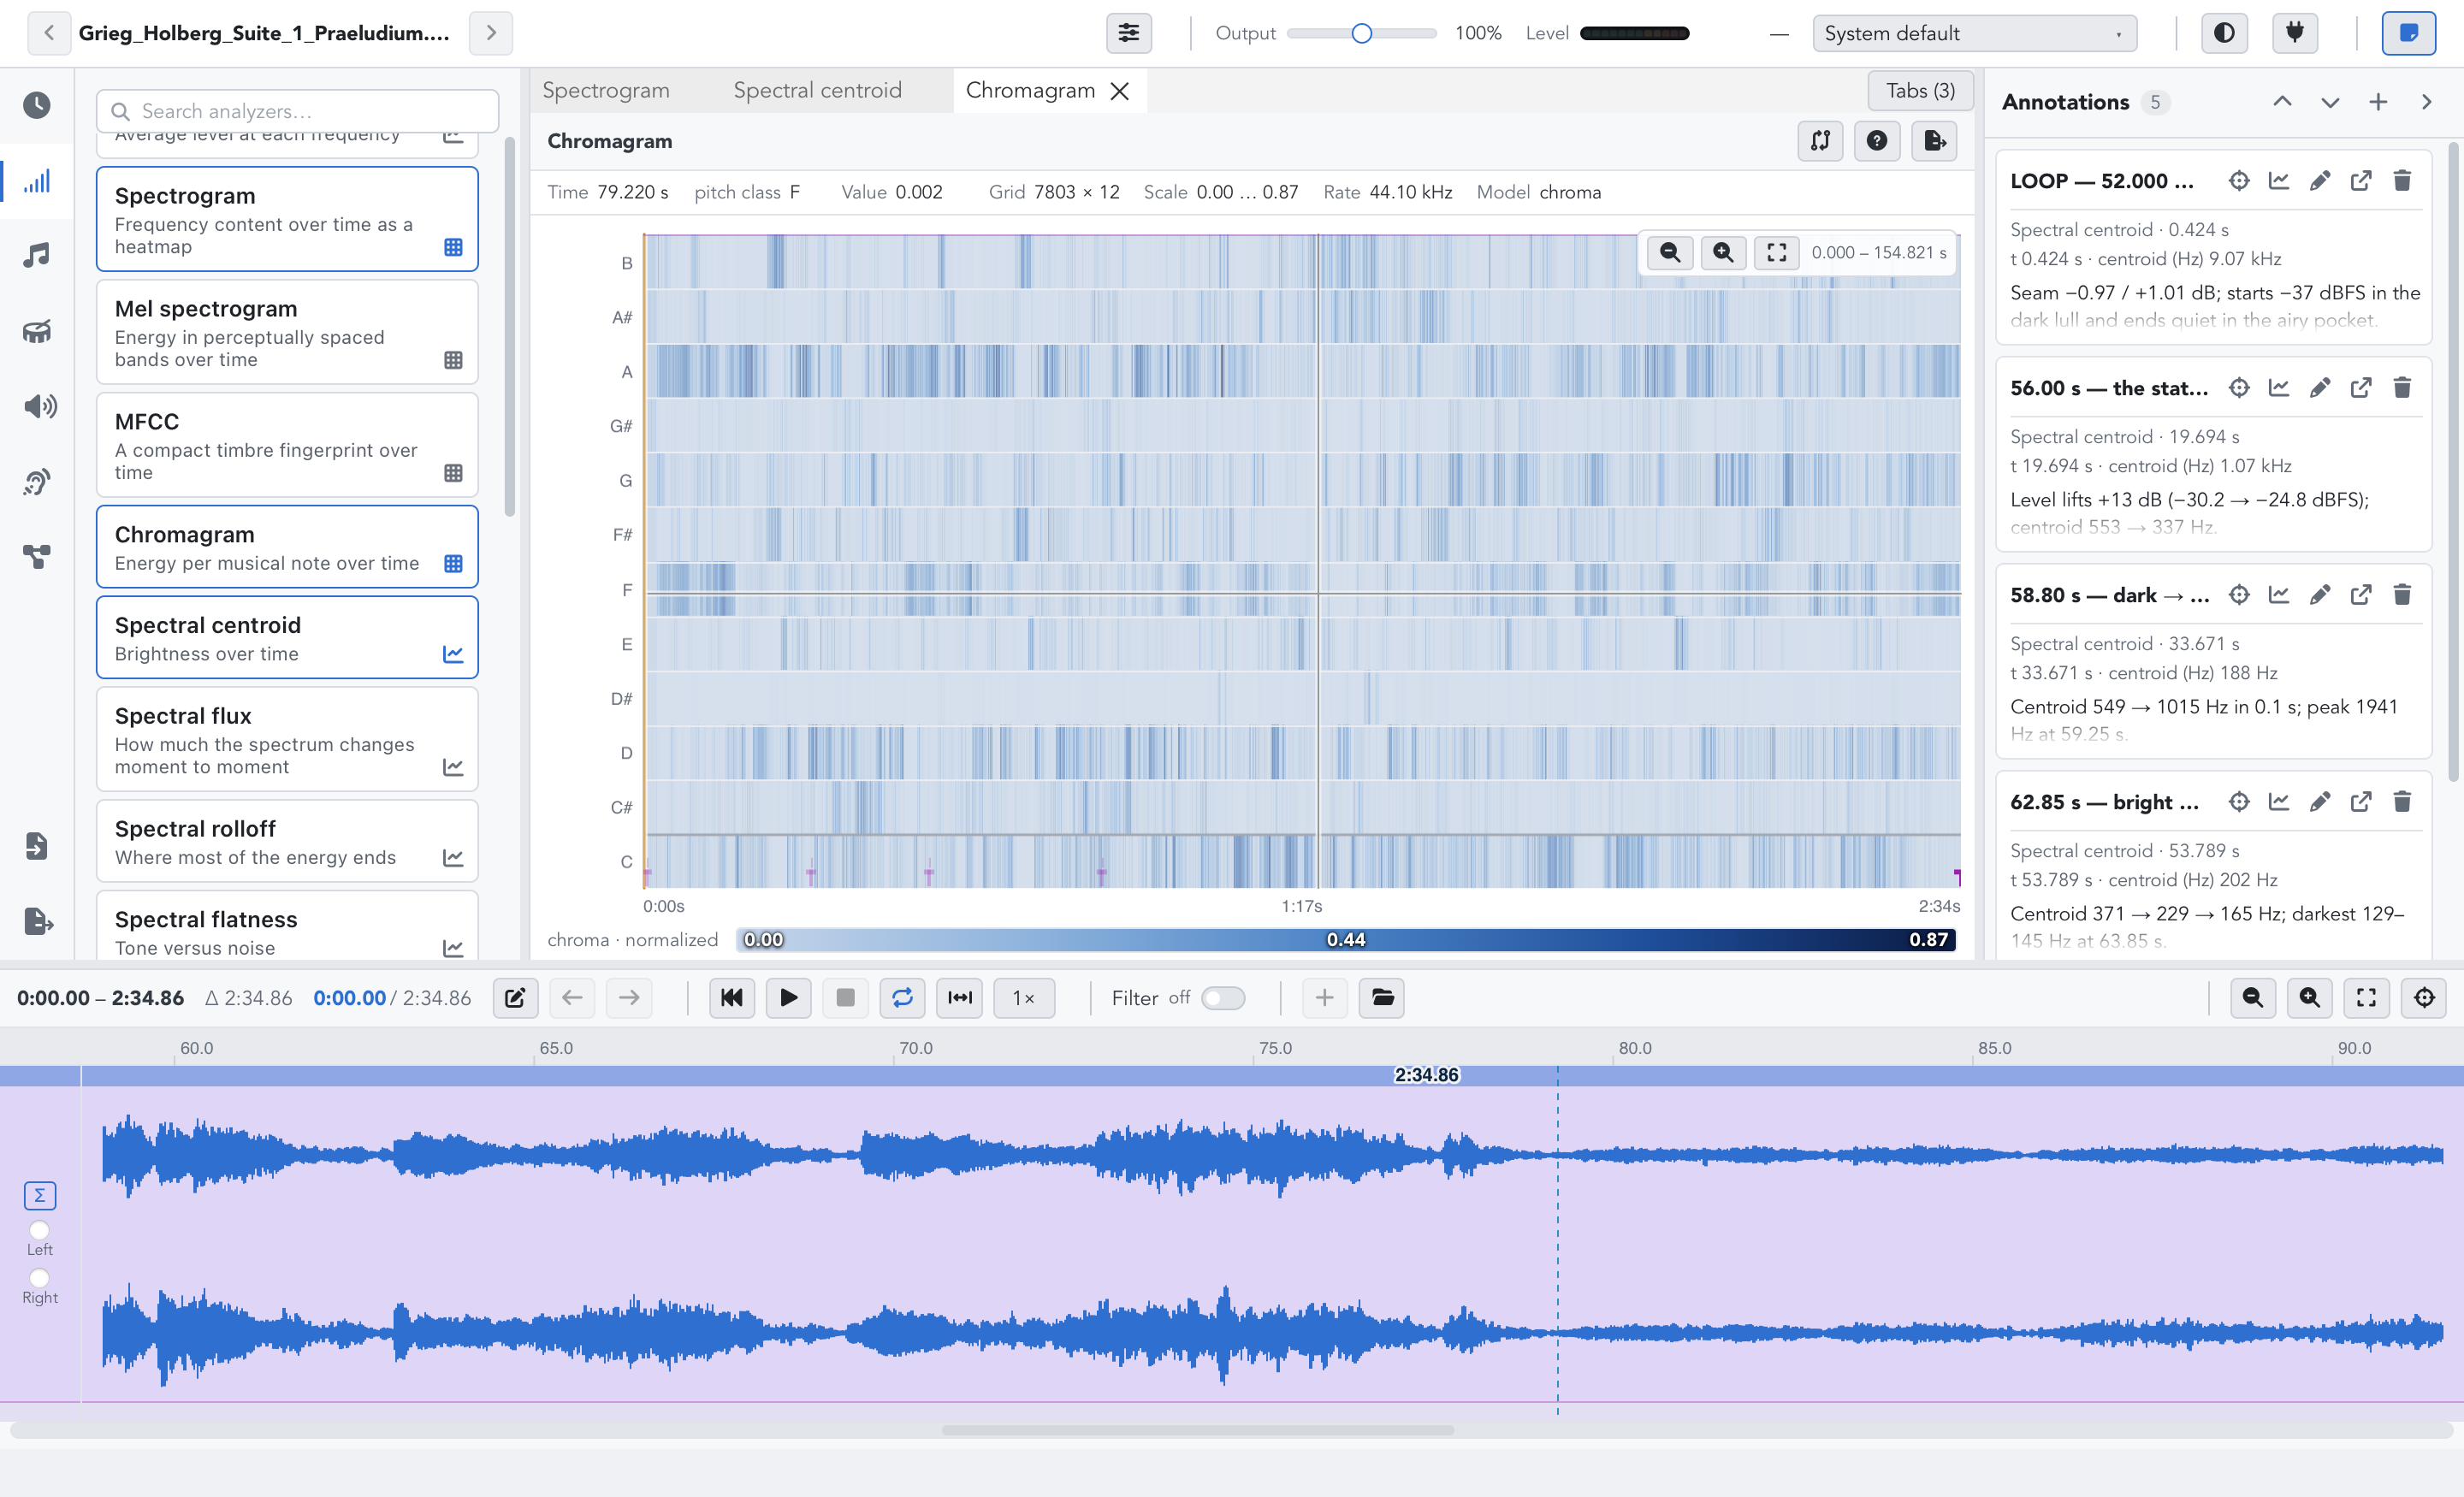 Grieg_Holberg_Suite_1_Praeludium....
Output 100% Level — System default
Search analyzers...
Average level at each frequency
Spectrogram
Frequency content over time as a
heatmap
Mel spectrogram
Energy in perceptually spaced
bands over time
MFCC
A compact timbre fingerprint over
time
Chromagram
Energy per musical note over time
Spectral centroid
Brightness over time
Spectral flux
How much the spectrum changes
moment to moment
Spectral rolloff
Where most of the energy ends
Spectral flatness
Tone versus noise
Spectrogram Spectral centroid Chromagram Tabs (3)
Chromagram
Time 79.220 s pitch class F Value 0.002 Grid 7803 × 12 Scale 0.00 ... 0.87 Rate 44.10 kHz Model chroma
0.000 – 154.821 s
B
A#
A
G#
G
F#
F
E
D#
D
C#
C
0:00s 1:17s 2:34s
chroma · normalized 0.00 0.44 0.87
Annotations 5
LOOP — 52.000 ...
Spectral centroid · 0.424 s
t 0.424 s · centroid (Hz) 9.07 kHz
Seam −0.97 / +1.01 dB; starts −37 dBFS in the
dark lull and ends quiet in the airy pocket.
56.00 s — the stat...
Spectral centroid · 19.694 s
t 19.694 s · centroid (Hz) 1.07 kHz
Level lifts +13 dB (−30.2 → −24.8 dBFS);
centroid 553 → 337 Hz.
58.80 s — dark → ...
Spectral centroid · 33.671 s
t 33.671 s · centroid (Hz) 188 Hz
Centroid 549 → 1015 Hz in 0.1 s; peak 1941
Hz at 59.25 s.
62.85 s — bright ...
Spectral centroid · 53.789 s
t 53.789 s · centroid (Hz) 202 Hz
Centroid 371 → 229 → 165 Hz; darkest 129–
145 Hz at 63.85 s.
0:00.00 – 2:34.86 Δ 2:34.86 0:00.00 / 2:34.86 1× Filter off
60.0 65.0 70.0 75.0 80.0 85.0 90.0
2:34.86
Σ
Left
Right